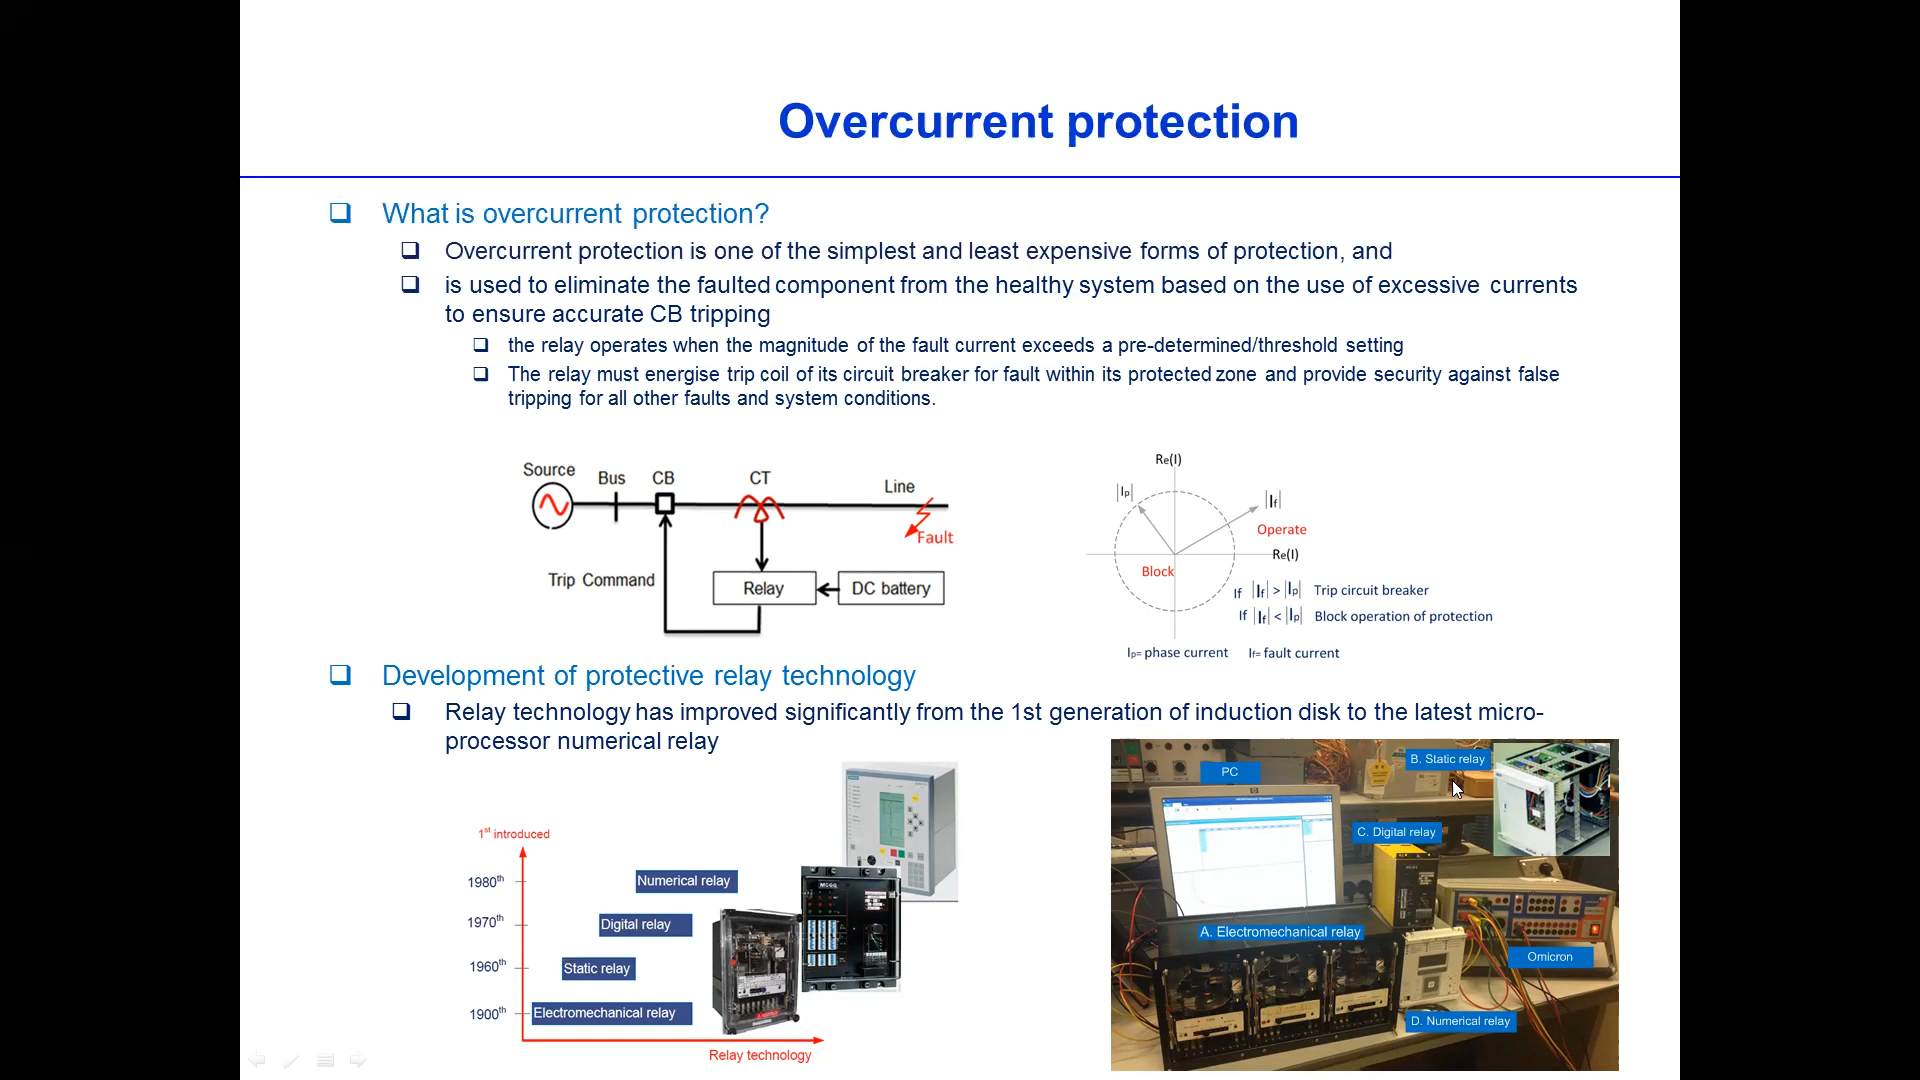 Overcurrent protection
What is overcurrent protection?
Overcurrent protection is one of the simplest and least expensive forms of protection, and
is used to eliminate the faulted component from the healthy system based on the use of excessive currents
to ensure accurate CB tripping
the relay operates when the magnitude of the fault current exceeds a pre-determined/threshold setting
The relay must energise trip coil of its circuit breaker for fault within its protected zone and provide security against false
tripping for all other faults and system conditions.
Source
Bus
CB
CT
Line
Fault
Trip Command
Relay
DC battery
Re(I)
|Ip|
|If|
Operate
Re(I)
Block
If |If| > |Ip| Trip circuit breaker
If |If| < |Ip| Block operation of protection
Ip= phase current If= fault current
Development of protective relay technology
Relay technology has improved significantly from the 1st generation of induction disk to the latest micro-
processor numerical relay
1st introduced
1980th
Numerical relay
1970th
Digital relay
1960th
Static relay
1900th
Electromechanical relay
Relay technology
MCGG
PC
B. Static relay
C. Digital relay
A. Electromechanical relay
Omicron
D. Numerical relay